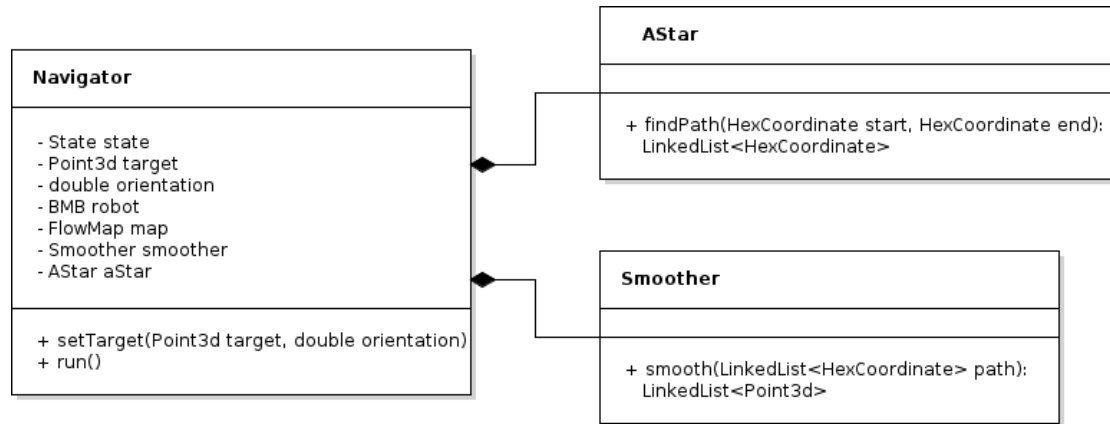 Navigator
- State state
- Point3d target
- double orientation
- BMB robot
- FlowMap map
- Smoother smoother
- AStar aStar
+ setTarget(Point3d target, double orientation)
+ run()
AStar
+ findPath(HexCoordinate start, HexCoordinate end):
LinkedList<HexCoordinate>
Smoother
+ smooth(LinkedList<HexCoordinate> path):
LinkedList<Point3d>